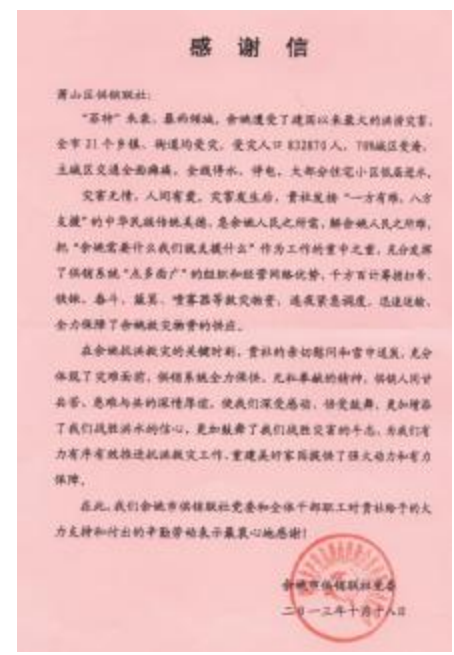 感谢信
萧山区供销联社:
“菲特”来袭,暴雨倾城,余姚遭受了建国以来最大的洪涝灾害,
全市21个乡镇、街道均受灾,受灾人口832870人,70%城区受淹,
主城区交通全面瘫痪,全线停水、停电,大部分住宅小区低层进水。
灾害无情,人间有爱。灾害发生后,贵社发扬“一方有难,八方
支援”的中华民族传统美德,急余姚人民之所需,解余姚人民之所难,
把“余姚需要什么我们就支援什么”作为工作的重中之重,充分发挥
了供销系统“点多面广”的组织和经营网络优势,千方百计筹措扫帚、
铁锹、畚斗、簸箕、喷雾器等救灾物资,连夜紧急调度,迅速运输,
全力保障了余姚救灾物资的供应。
在余姚抗洪救灾的关键时刻,贵社的亲切慰问和雪中送炭,充分
体现了灾难面前,供销系统全力保供、无私奉献的精神,供销人同甘
共苦、患难与共的深情厚谊,使我们深受感动、倍受鼓舞,更加增添
了我们战胜洪水的信心,更加鼓舞了我们战胜灾害的斗志,为我们有
力有序有效推进抗洪救灾工作、重建美好家园提供了强大动力和有力
保障。
在此,我们余姚市供销联社党委和全体干部职工对贵社给予的大
力支持和付出的辛勤劳动表示最衷心地感谢!
余姚市供销联社党委
二〇一三年十月十八日